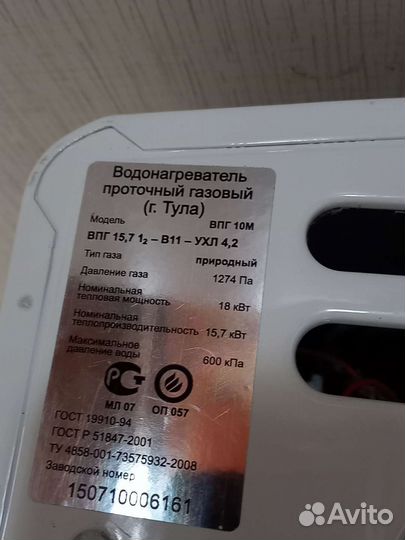 Водонагреватель
проточный газовый
(г. Тула)
Модель ВПГ 10М
ВПГ 15,7 1₂ – В11 – УХЛ 4,2
Тип газа природный
Давление газа 1274 Па
Номинальная
тепловая мощность 18 кВт
Номинальная
теплопроизводительность 15,7 кВт
Максимальное
давление воды 600 кПа
МЛ 07 ОП 057
ГОСТ 19910-94
ГОСТ Р 51847-2001
ТУ 4858-001-73575932-2008
Заводской номер
150710006161
Avito